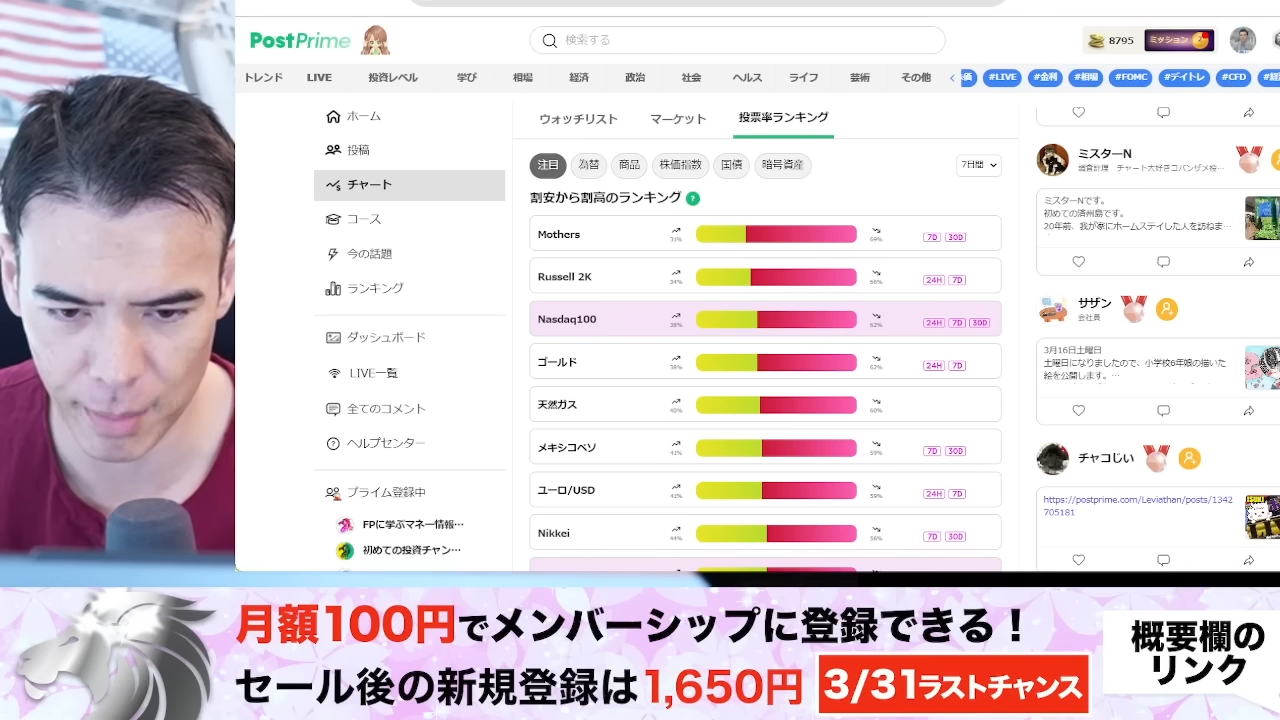 PostPrime
検索する
8795
ミッション 2
トレンド LIVE 投資レベル 学び 相場 経済 政治 社会 ヘルス ライフ 芸術 その他
#LIVE #金利 #相場 #FOMC #デイトレ #CFD
ホーム
投稿
チャート
コース
今の話題
ランキング
ダッシュボード
LIVE一覧
全てのコメント
ヘルプセンター
プライム登録中
FPに学ぶマネー情報…
初めての投資チャン…
ウォッチリスト マーケット 投票率ランキング
注目 為替 商品 株価指数 国債 暗号資産 7日間
割安から割高のランキング ?
Mothers 31% 69% 7D 30D
Russell 2K 34% 66% 24H 7D
Nasdaq100 38% 62% 24H 7D 30D
ゴールド 38% 62% 24H 7D
天然ガス 40% 60%
メキシコペソ 41% 59% 7D 30D
ユーロ/USD 41% 59% 24H 7D
Nikkei 44% 56% 7D 30D
ミスターN
ミスターNです。
初めての済州島です。
20年前、我が家にホームステイした人を訪ねま…
サザン
会社員
3月16日土曜日
土曜日になりましたので、小学校6年娘の描いた
絵を公開します。…
チャコじい
https://postprime.com/Leviathan/posts/1342
705181
月額100円でメンバーシップに登録できる！
セール後の新規登録は1,650円 3/31ラストチャンス
概要欄の
リンク